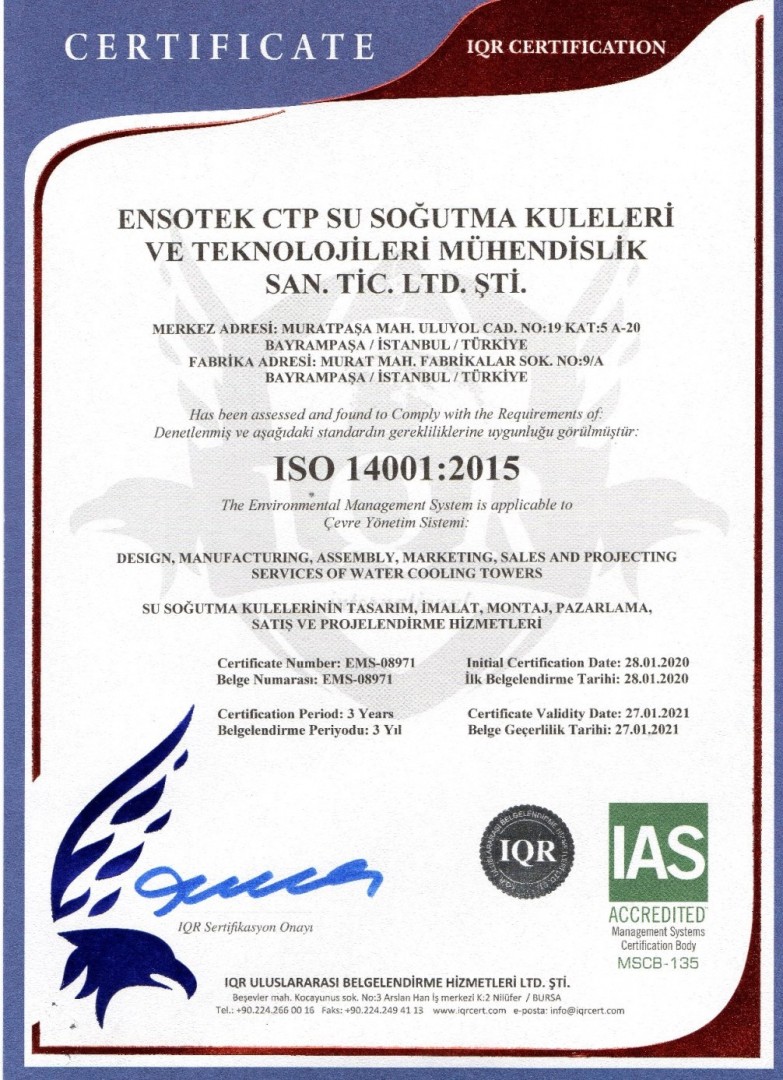 CERTIFICATE
IQR CERTIFICATION
ENSOTEK CTP SU SOĞUTMA KULELERİ
VE TEKNOLOJİLERİ MÜHENDİSLİK
SAN. TİC. LTD. ŞTİ.
MERKEZ ADRESİ: MURATPAŞA MAH. ULUYOL CAD. NO:19 KAT:5 A-20
BAYRAMPAŞA / İSTANBUL / TÜRKİYE
FABRİKA ADRESİ: MURAT MAH. FABRİKALAR SOK. NO:9/A
BAYRAMPAŞA / İSTANBUL / TÜRKİYE
Has been assessed and found to Comply with the Requirements of:
Denetlenmiş ve aşağıdaki standardın gerekliliklerine uygunluğu görülmüştür:
ISO 14001:2015
The Environmental Management System is applicable to
Çevre Yönetim Sistemi:
DESIGN, MANUFACTURING, ASSEMBLY, MARKETING, SALES AND PROJECTING
SERVICES OF WATER COOLING TOWERS
SU SOĞUTMA KULELERİNİN TASARIM, İMALAT, MONTAJ, PAZARLAMA,
SATIŞ VE PROJELENDİRME HİZMETLERİ
Certificate Number: EMS-08971
Belge Numarası: EMS-08971
Initial Certification Date: 28.01.2020
İlk Belgelendirme Tarihi: 28.01.2020
Certification Period: 3 Years
Belgelendirme Periyodu: 3 Yıl
Certificate Validity Date: 27.01.2021
Belge Geçerlilik Tarihi: 27.01.2021
IQR Sertifikasyon Onayı
IQR
IAS
ACCREDITED
Management Systems
Certification Body
MSCB-135
IQR ULUSLARARASI BELGELENDİRME HİZMETLERİ LTD. ŞTİ.
Beşevler mah. Kocayunus sok. No:3 Arslan Han İş merkezi K:2 Nilüfer / BURSA
Tel.: +90.224.266 00 16 Faks: +90.224.249 41 13 www.iqrcert.com e-posta: info@iqrcert.com